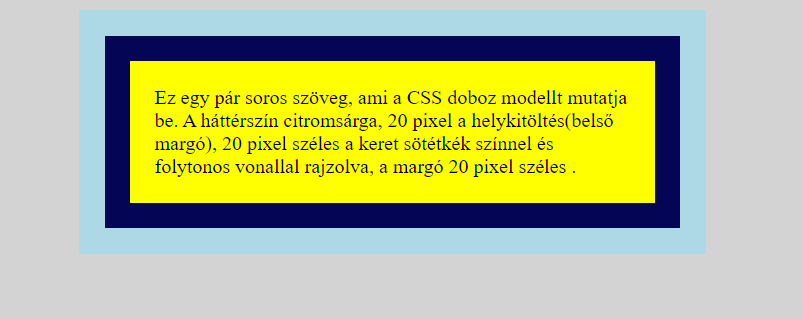 Ez egy pár soros szöveg, ami a CSS doboz modellt mutatja
be. A háttérszín citromsárga, 20 pixel a helykitöltés(belső
margó), 20 pixel széles a keret sötétkék színnel és
folytonos vonallal rajzolva, a margó 20 pixel széles .